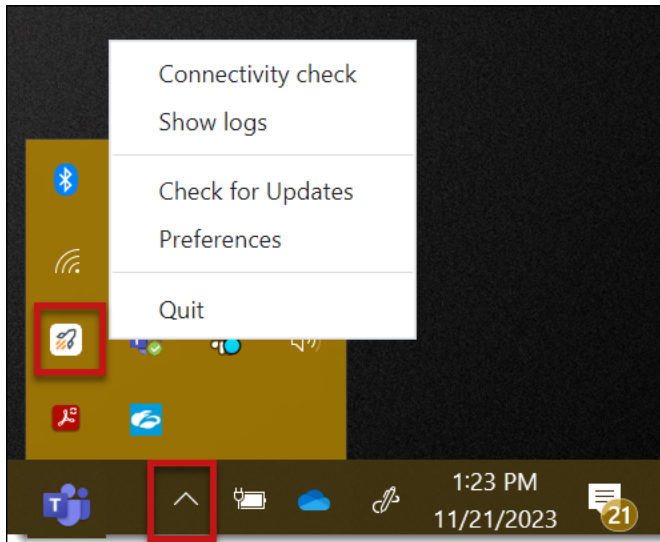 Connectivity check
Show logs
Check for Updates
Preferences
Quit
T
1:23 PM
11/21/2023
21